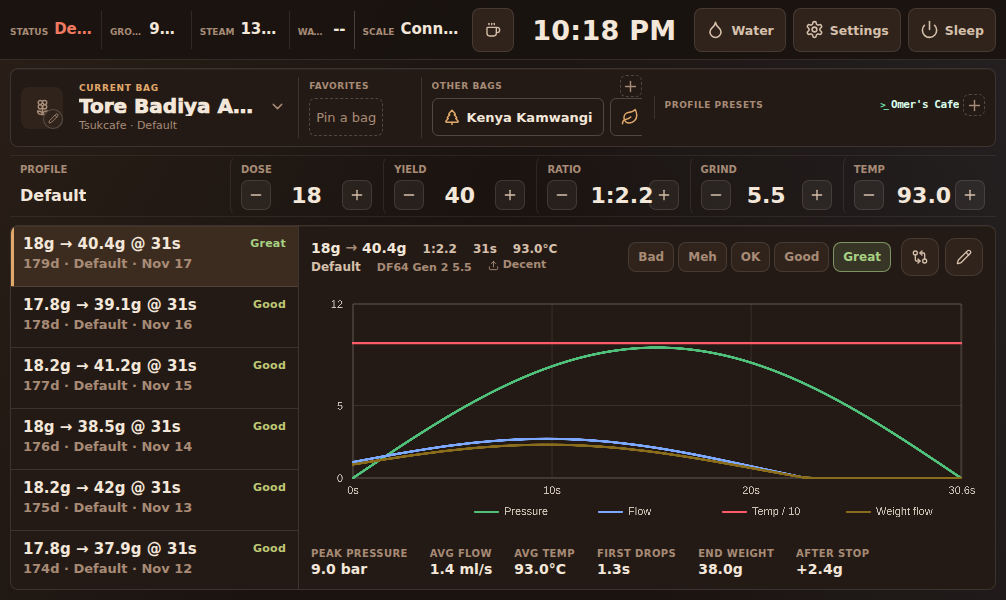 STATUS De... GRO... 9... STEAM 13... WA... -- SCALE Conn... 10:18 PM Water Settings Sleep
CURRENT BAG
Tore Badiya A...
Tsukcafe · Default
FAVORITES
Pin a bag
OTHER BAGS +
Kenya Kamwangi
PROFILE PRESETS >_Omer's Cafe +
PROFILE
Default
DOSE
− 18 +
YIELD
− 40 +
RATIO
− 1:2.2 +
GRIND
− 5.5 +
TEMP
− 93.0 +
18g → 40.4g @ 31s Great
179d · Default · Nov 17
17.8g → 39.1g @ 31s Good
178d · Default · Nov 16
18.2g → 41.2g @ 31s Good
177d · Default · Nov 15
18g → 38.5g @ 31s Good
176d · Default · Nov 14
18.2g → 42g @ 31s Good
175d · Default · Nov 13
17.8g → 37.9g @ 31s Good
174d · Default · Nov 12
18g → 40.4g 1:2.2 31s 93.0°C
Default DF64 Gen 2 5.5 Decent
Bad Meh OK Good Great
12
5
0
0s 10s 20s 30.6s
Pressure Flow Temp / 10 Weight flow
PEAK PRESSURE AVG FLOW AVG TEMP FIRST DROPS END WEIGHT AFTER STOP
9.0 bar 1.4 ml/s 93.0°C 1.3s 38.0g +2.4g